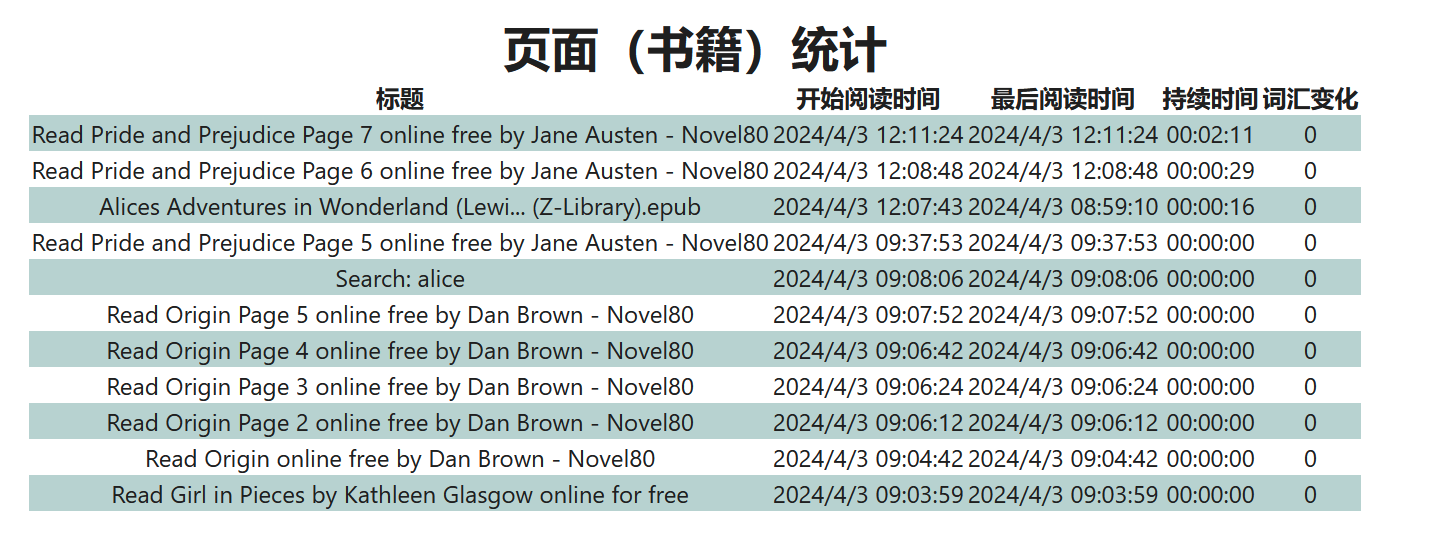 页面（书籍）统计
标题 开始阅读时间 最后阅读时间 持续时间 词汇变化
Read Pride and Prejudice Page 7 online free by Jane Austen - Novel80 2024/4/3 12:11:24 2024/4/3 12:11:24 00:02:11 0
Read Pride and Prejudice Page 6 online free by Jane Austen - Novel80 2024/4/3 12:08:48 2024/4/3 12:08:48 00:00:29 0
Alices Adventures in Wonderland (Lewi... (Z-Library).epub 2024/4/3 12:07:43 2024/4/3 08:59:10 00:00:16 0
Read Pride and Prejudice Page 5 online free by Jane Austen - Novel80 2024/4/3 09:37:53 2024/4/3 09:37:53 00:00:00 0
Search: alice 2024/4/3 09:08:06 2024/4/3 09:08:06 00:00:00 0
Read Origin Page 5 online free by Dan Brown - Novel80 2024/4/3 09:07:52 2024/4/3 09:07:52 00:00:00 0
Read Origin Page 4 online free by Dan Brown - Novel80 2024/4/3 09:06:42 2024/4/3 09:06:42 00:00:00 0
Read Origin Page 3 online free by Dan Brown - Novel80 2024/4/3 09:06:24 2024/4/3 09:06:24 00:00:00 0
Read Origin Page 2 online free by Dan Brown - Novel80 2024/4/3 09:06:12 2024/4/3 09:06:12 00:00:00 0
Read Origin online free by Dan Brown - Novel80 2024/4/3 09:04:42 2024/4/3 09:04:42 00:00:00 0
Read Girl in Pieces by Kathleen Glasgow online for free 2024/4/3 09:03:59 2024/4/3 09:03:59 00:00:00 0